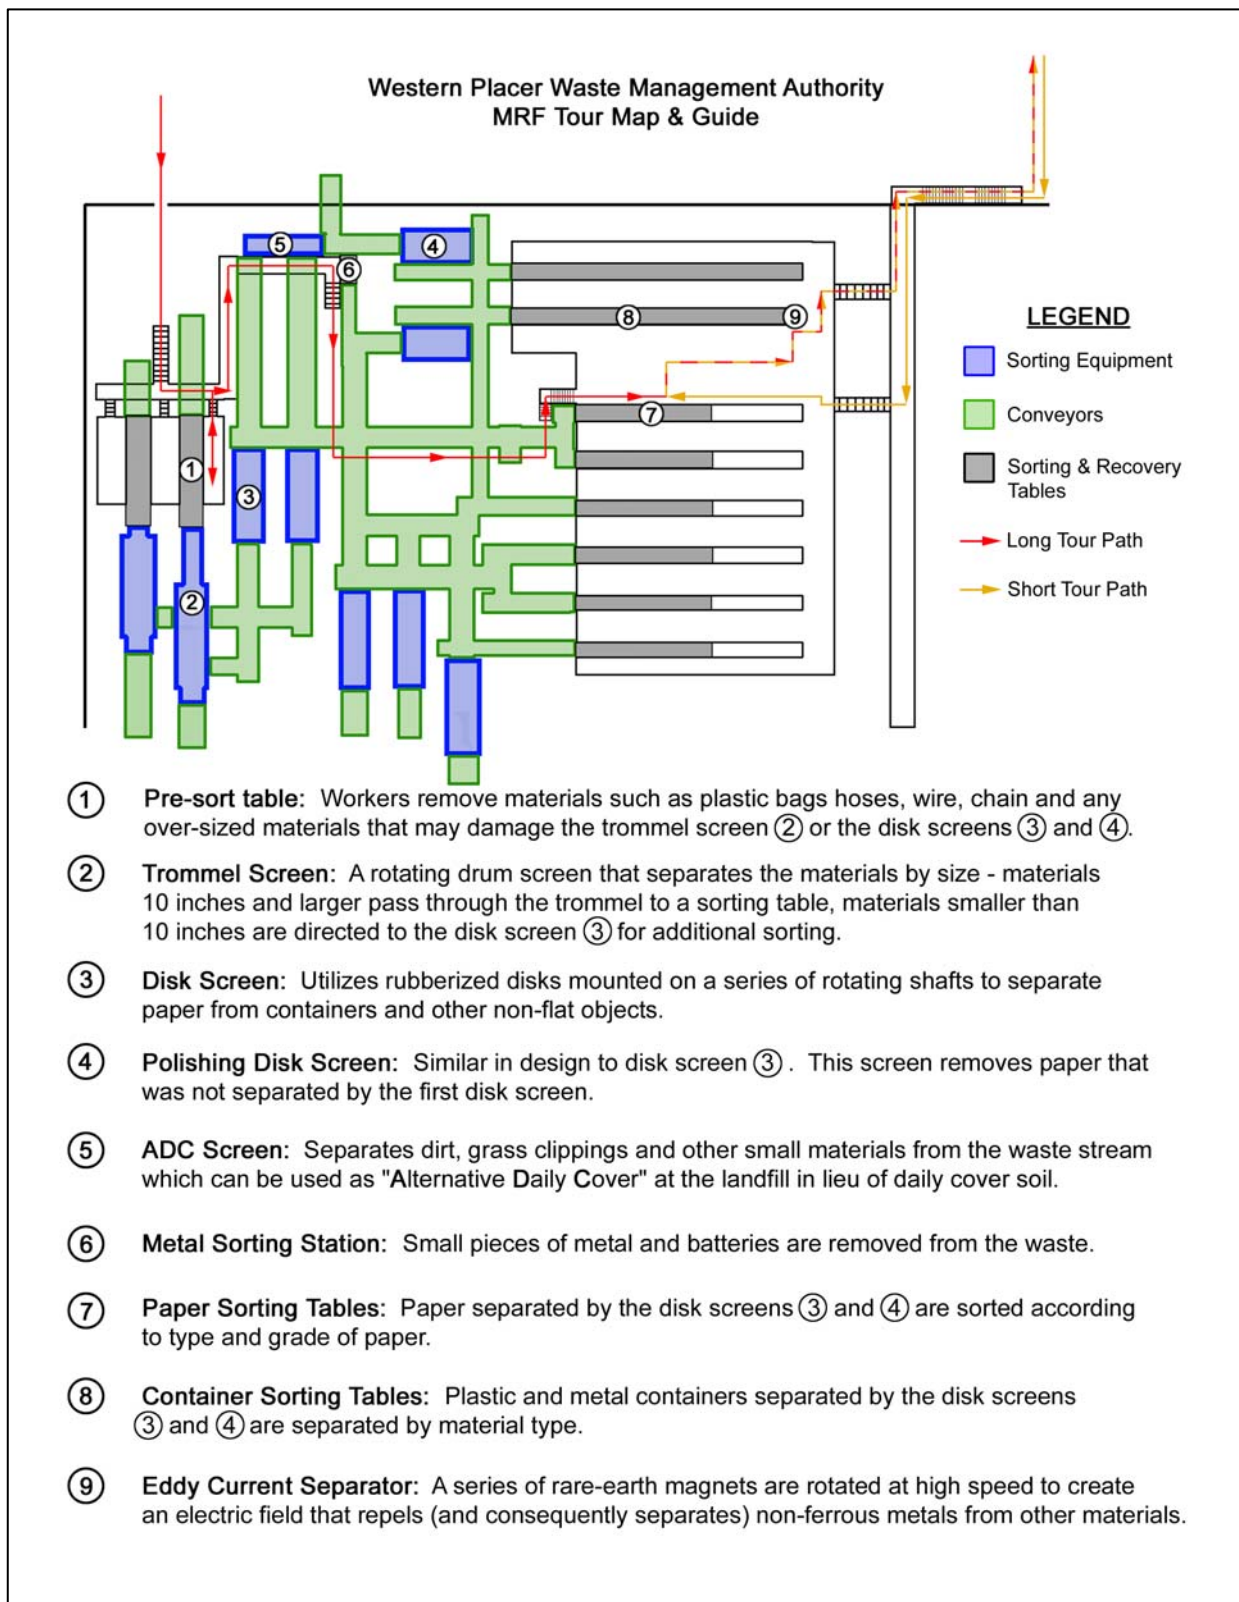 Western Placer Waste Management Authority
MRF Tour Map & Guide
5
4
6
8
9
7
1
3
2
LEGEND
Sorting Equipment
Conveyors
Sorting & Recovery
Tables
Long Tour Path
Short Tour Path
1 Pre-sort table: Workers remove materials such as plastic bags hoses, wire, chain and any
over-sized materials that may damage the trommel screen 2 or the disk screens 3 and 4.
2 Trommel Screen: A rotating drum screen that separates the materials by size - materials
10 inches and larger pass through the trommel to a sorting table, materials smaller than
10 inches are directed to the disk screen 3 for additional sorting.
3 Disk Screen: Utilizes rubberized disks mounted on a series of rotating shafts to separate
paper from containers and other non-flat objects.
4 Polishing Disk Screen: Similar in design to disk screen 3 . This screen removes paper that
was not separated by the first disk screen.
5 ADC Screen: Separates dirt, grass clippings and other small materials from the waste stream
which can be used as "Alternative Daily Cover" at the landfill in lieu of daily cover soil.
6 Metal Sorting Station: Small pieces of metal and batteries are removed from the waste.
7 Paper Sorting Tables: Paper separated by the disk screens 3 and 4 are sorted according
to type and grade of paper.
8 Container Sorting Tables: Plastic and metal containers separated by the disk screens
3 and 4 are separated by material type.
9 Eddy Current Separator: A series of rare-earth magnets are rotated at high speed to create
an electric field that repels (and consequently separates) non-ferrous metals from other materials.